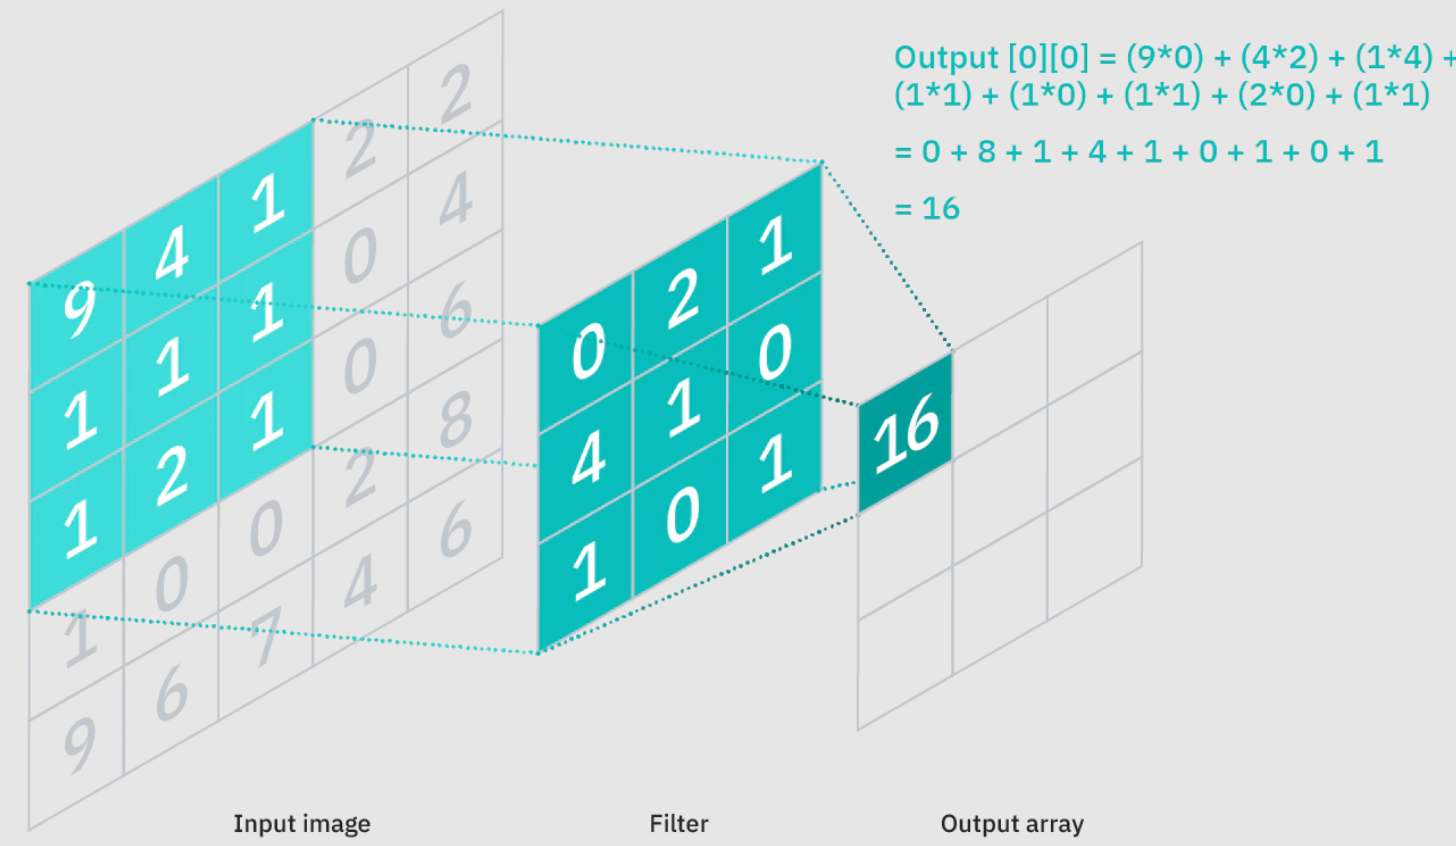 Output [0][0] = (9*0) + (4*2) + (1*4) +
(1*1) + (1*0) + (1*1) + (2*0) + (1*1)
= 0 + 8 + 1 + 4 + 1 + 0 + 1 + 0 + 1
= 16
9 4 1 2 2
1 1 1 0 4
1 2 1 0 6
1 0 0 2 8
9 6 7 4 6
0 2 1
4 1 0
1 0 1
16
Input image
Filter
Output array